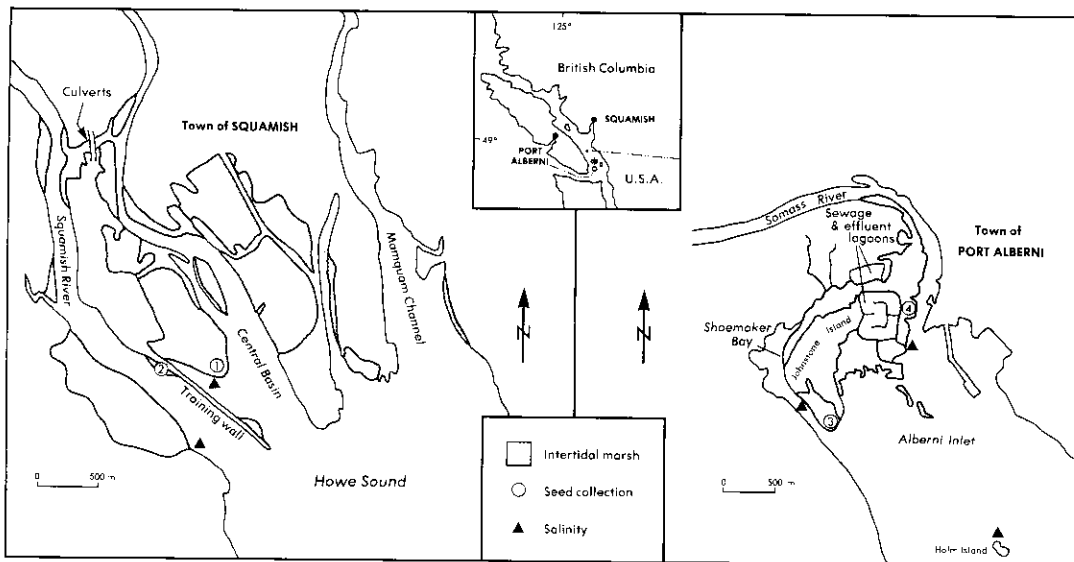 Culverts
Town of SQUAMISH
Squamish River
Mamquam Channel
Central Basin
1
2
Training wall
0 500 m
Howe Sound
125°
British Columbia
SQUAMISH
49°
PORT
ALBERNI
U.S.A.
N
N
Intertidal marsh
Seed collection
Salinity
Somass River
Sewage
& effluent
lagoons
Town of
PORT ALBERNI
4
Shoemaker
Bay
Johnstone Island
3
Alberni Inlet
0 500 m
Holm Island